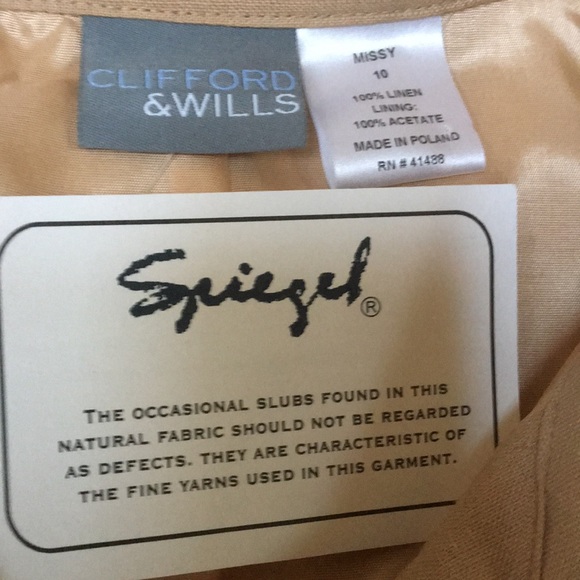 CLIFFORD
&WILLS
MISSY
10
100% LINEN
LINING:
100% ACETATE
MADE IN POLAND
RN # 41488
Spiegel®
THE OCCASIONAL SLUBS FOUND IN THIS
NATURAL FABRIC SHOULD NOT BE REGARDED
AS DEFECTS. THEY ARE CHARACTERISTIC OF
THE FINE YARNS USED IN THIS GARMENT.